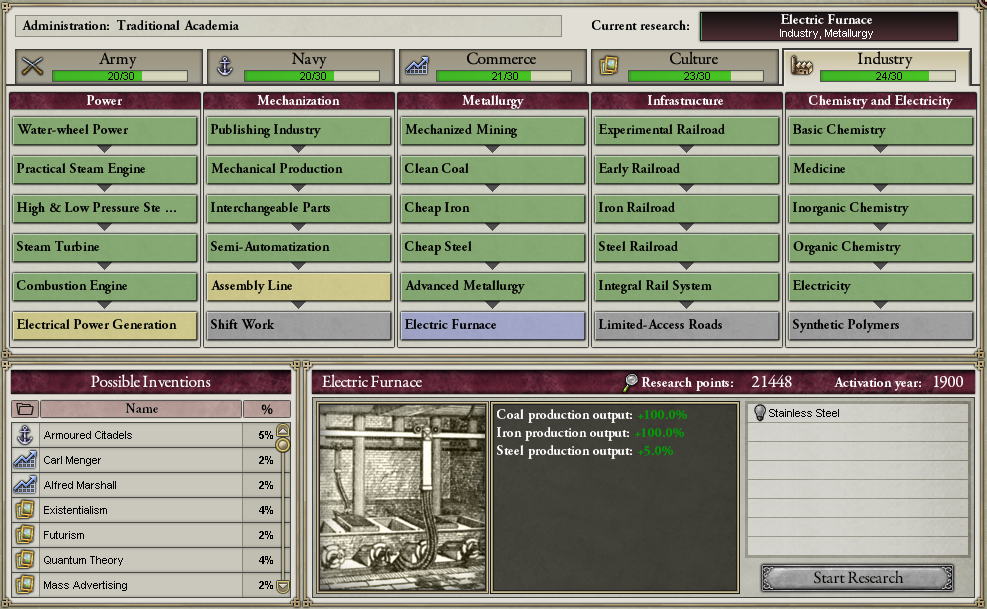 Administration: Traditional Academia
Current research:
Electric Furnace
Industry, Metallurgy
Army
20/30
Navy
20/30
Commerce
21/30
Culture
23/30
Industry
24/30
Power
Mechanization
Metallurgy
Infrastructure
Chemistry and Electricity
Water-wheel Power
Publishing Industry
Mechanized Mining
Experimental Railroad
Basic Chemistry
Practical Steam Engine
Mechanical Production
Clean Coal
Early Railroad
Medicine
High & Low Pressure Ste ...
Interchangeable Parts
Cheap Iron
Iron Railroad
Inorganic Chemistry
Steam Turbine
Semi-Automatization
Cheap Steel
Steel Railroad
Organic Chemistry
Combustion Engine
Assembly Line
Advanced Metallurgy
Integral Rail System
Electricity
Electrical Power Generation
Shift Work
Electric Furnace
Limited-Access Roads
Synthetic Polymers
Possible Inventions
Name %
Armoured Citadels 5%
Carl Menger 2%
Alfred Marshall 2%
Existentialism 4%
Futurism 2%
Quantum Theory 4%
Mass Advertising 2%
Electric Furnace
Research points: 21448
Activation year: 1900
Coal production output: +100.0%
Iron production output: +100.0%
Steel production output: +5.0%
Stainless Steel
Start Research